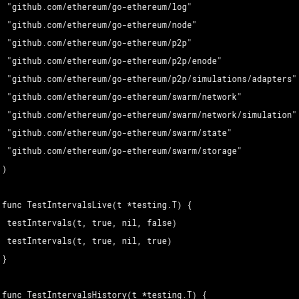 "github.com/ethereum/go-ethereum/log"
"github.com/ethereum/go-ethereum/node"
"github.com/ethereum/go-ethereum/p2p"
"github.com/ethereum/go-ethereum/p2p/enode"
"github.com/ethereum/go-ethereum/p2p/simulations/adapters"
"github.com/ethereum/go-ethereum/swarm/network"
"github.com/ethereum/go-ethereum/swarm/network/simulation"
"github.com/ethereum/go-ethereum/swarm/state"
"github.com/ethereum/go-ethereum/swarm/storage"
)
func TestIntervalsLive(t *testing.T) {
testIntervals(t, true, nil, false)
testIntervals(t, true, nil, true)
}
func TestIntervalsHistory(t *testing.T) {